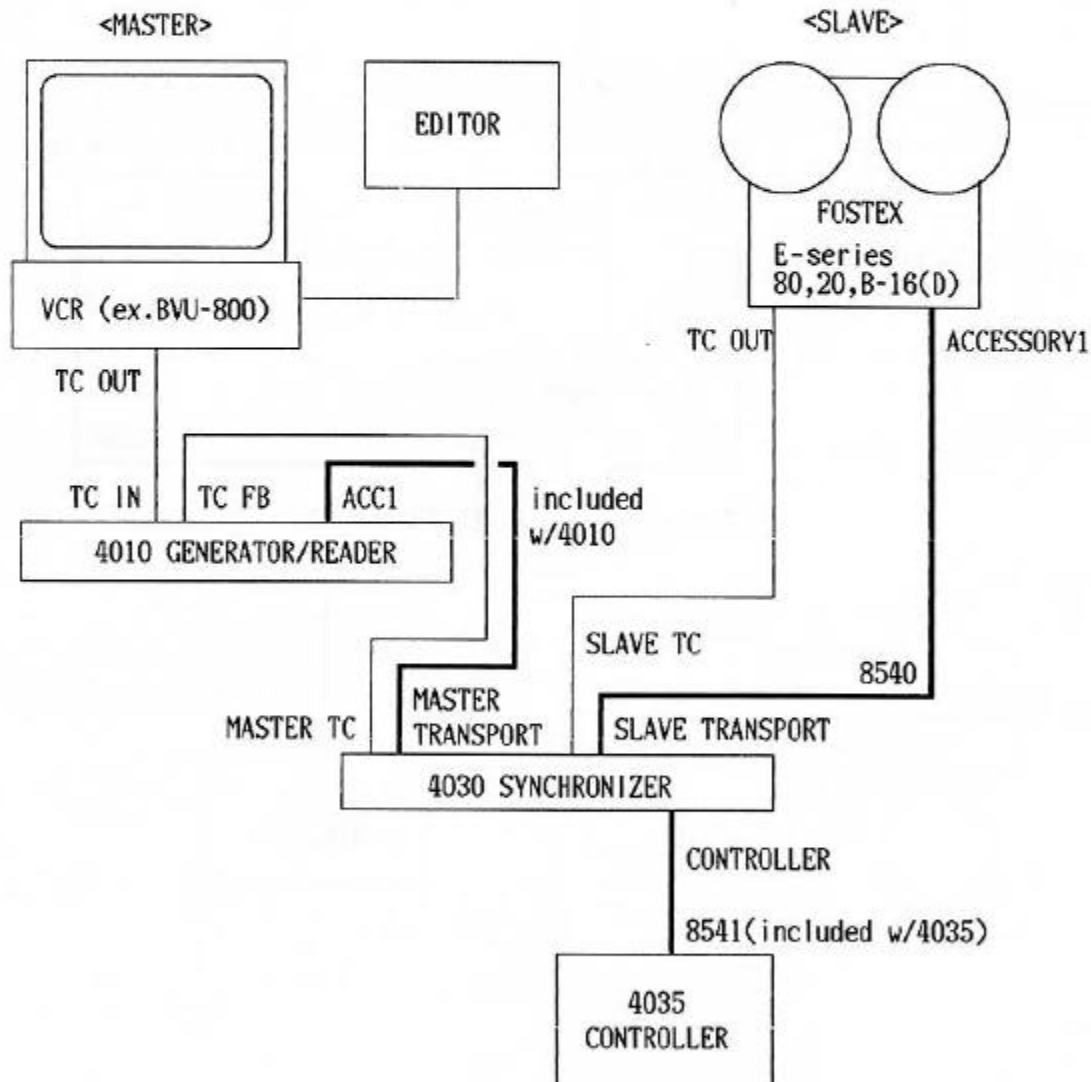 <MASTER>
<SLAVE>
EDITOR
FOSTEX
E-series
80,20,B-16(D)
VCR (ex.BVU-800)
TC OUT
TC OUT
ACCESSORY1
TC IN
TC FB
ACC1
included
w/4010
4010 GENERATOR/READER
SLAVE TC
8540
MASTER TC
MASTER
TRANSPORT
SLAVE TRANSPORT
4030 SYNCHRONIZER
CONTROLLER
8541(included w/4035)
4035
CONTROLLER